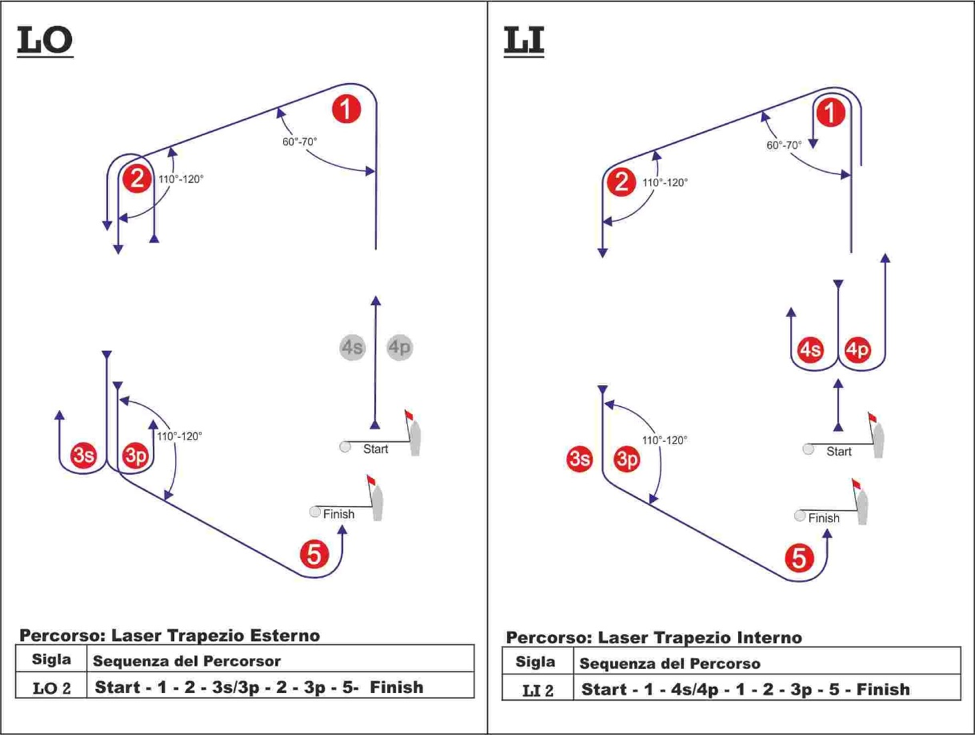 LO
1
60°-70°
2
110°-120°
4s
4p
Start
110°-120°
3s
3p
Finish
5
Percorso: Laser Trapezio Esterno
Sigla Sequenza del Percorsor
LO 2 Start - 1 - 2 - 3s/3p - 2 - 3p - 5- Finish
LI
1
60°-70°
2
110°-120°
4s
4p
Start
110°-120°
3s
3p
Finish
5
Percorso: Laser Trapezio Interno
Sigla Sequenza del Percorso
LI 2 Start - 1 - 4s/4p - 1 - 2 - 3p - 5 - Finish